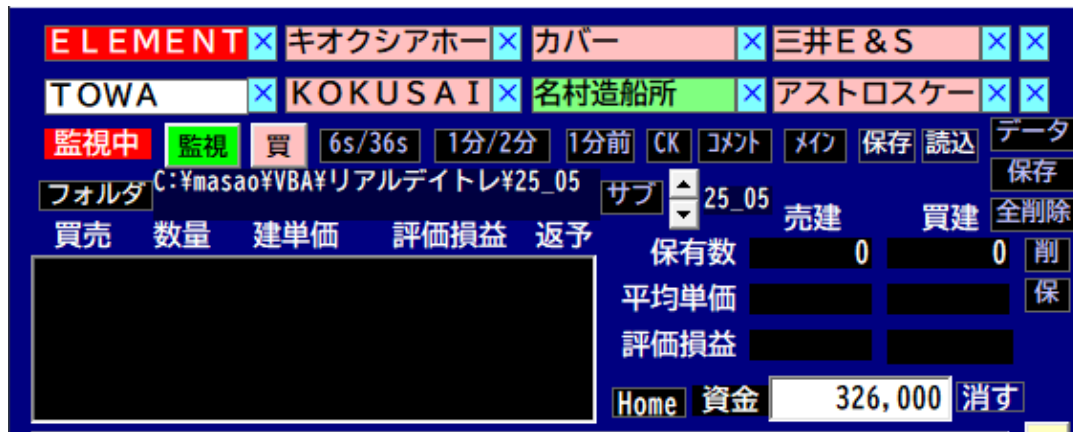 ELEMENT × キオクシアホー × カバー × 三井E&S × ×
TOWA × KOKUSAI × 名村造船所 × アストロスケー × ×
監視中 監視 買 6s/36s 1分/2分 1分前 CK コメント メイン 保存 読込 データ
保存
フォルダ C:¥masao¥VBA¥リアルデイトレ¥25_05 サブ 25_05
全削除
買売 数量 建単価 評価損益 返予 売建 買建
保有数 0 0 削
平均単価 保
評価損益
Home 資金 326,000 消す